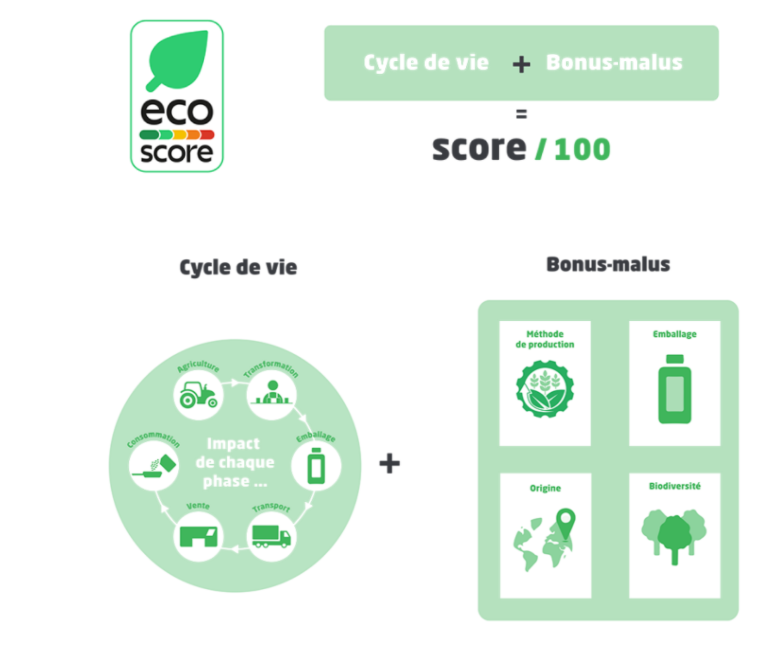 eco
score
Cycle de vie + Bonus-malus
=
score / 100
Cycle de vie
Bonus-malus
Agriculture
Transformation
Emballage
Transport
Vente
Consommation
Impact
de chaque
phase ...
+
Méthode
de production
Emballage
Origine
Biodiversité